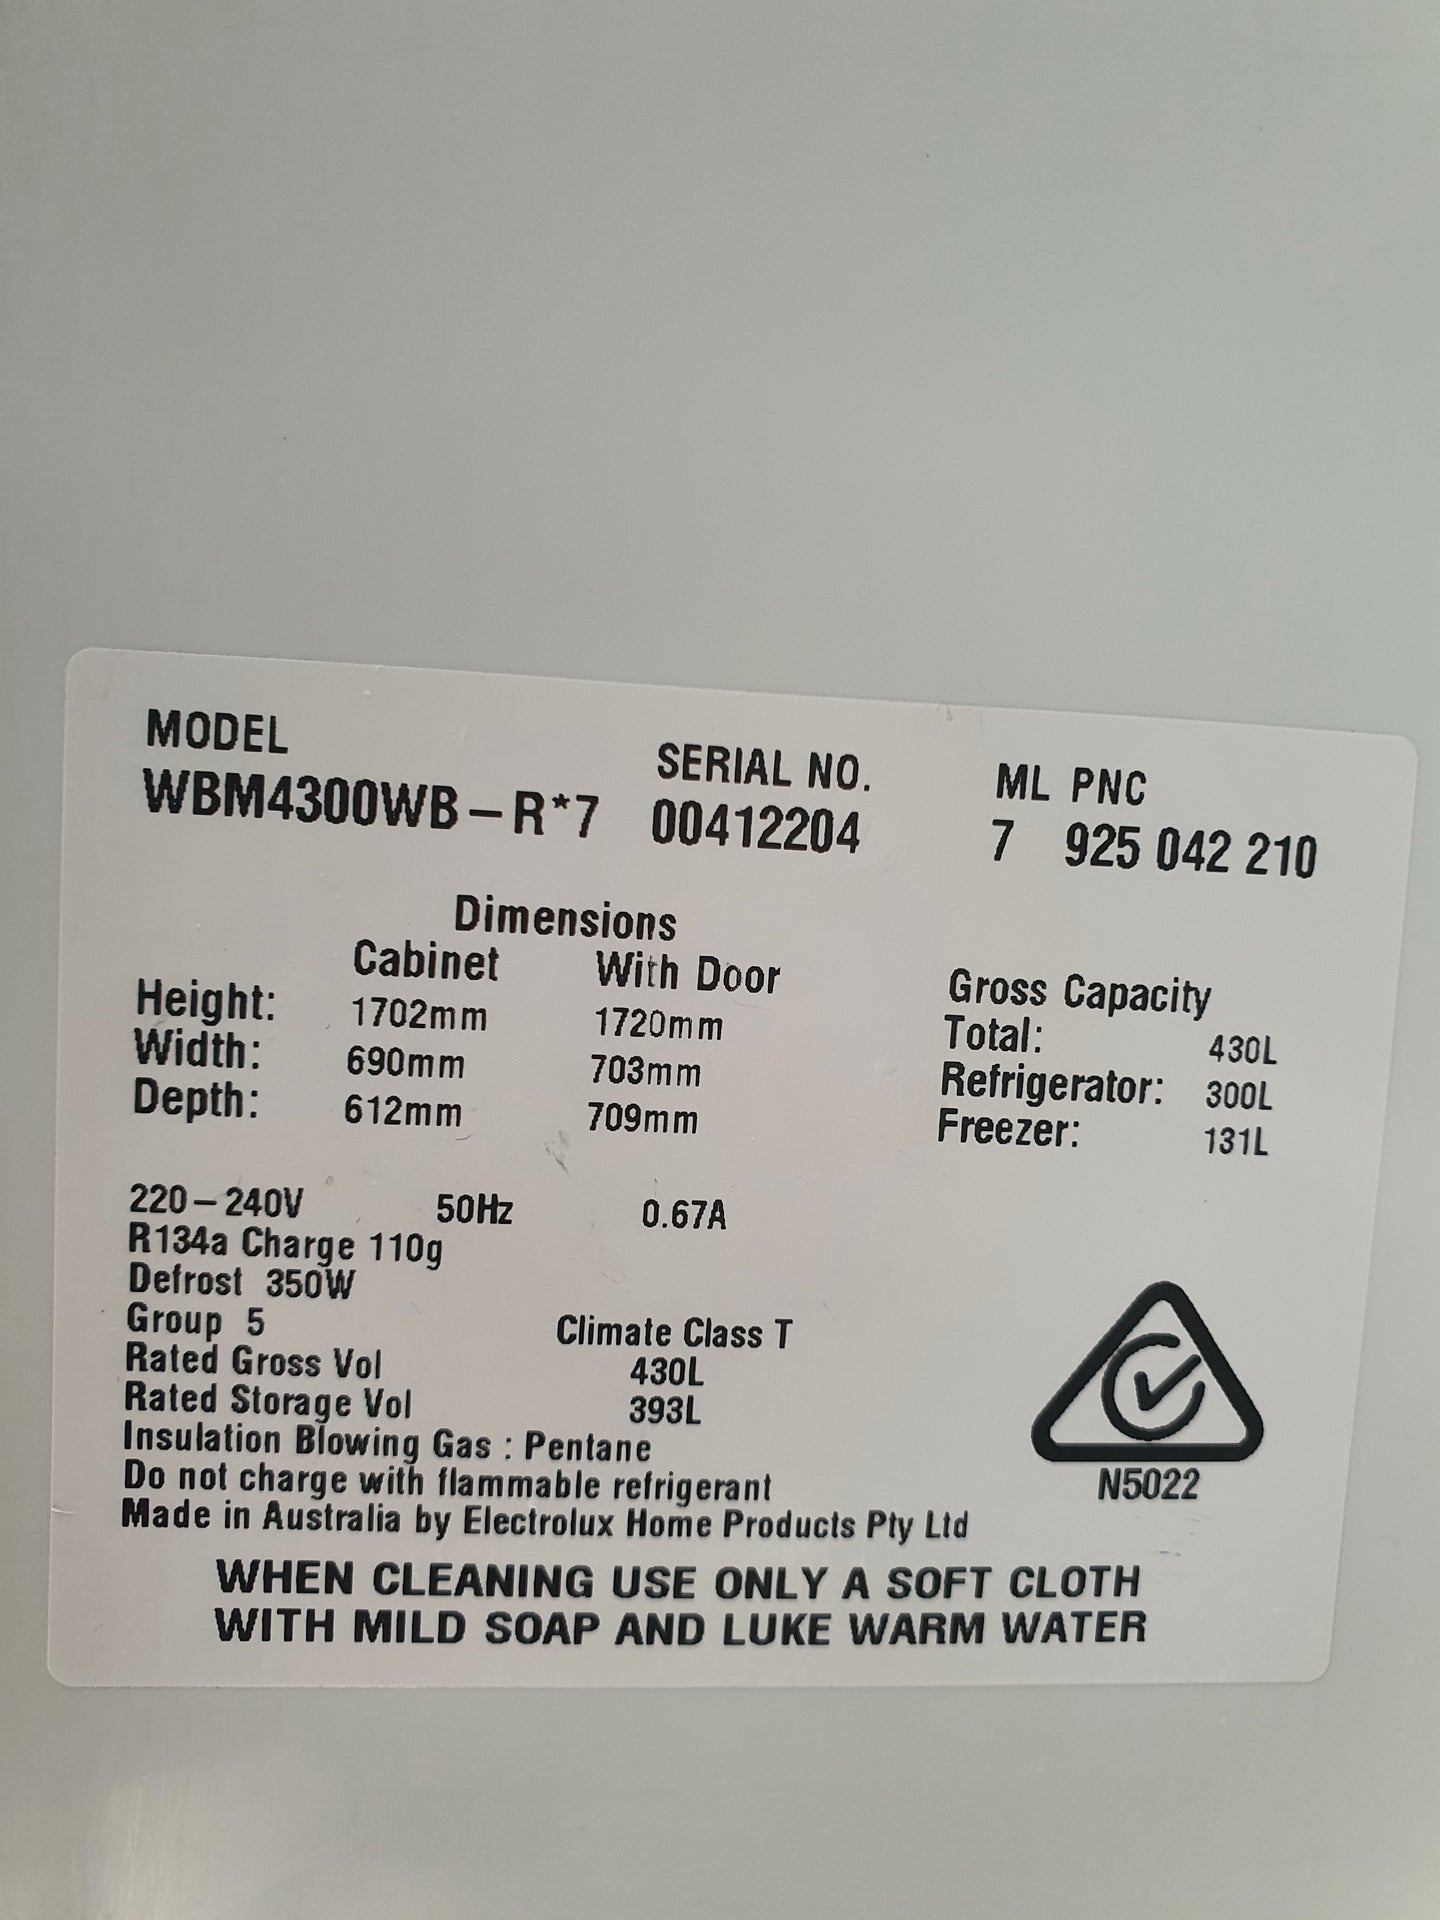 MODEL SERIAL NO. ML PNC
WBM4300WB-R*7 00412204 7 925 042 210
Dimensions
Cabinet With Door Gross Capacity
Height: 1702mm 1720mm Total: 430L
Width: 690mm 703mm Refrigerator: 300L
Depth: 612mm 709mm Freezer: 131L
220-240V 50Hz 0.67A
R134a Charge 110g
Defrost 350W
Group 5 Climate Class T
Rated Gross Vol 430L
Rated Storage Vol 393L
Insulation Blowing Gas : Pentane
Do not charge with flammable refrigerant
N5022
Made in Australia by Electrolux Home Products Pty Ltd
WHEN CLEANING USE ONLY A SOFT CLOTH
WITH MILD SOAP AND LUKE WARM WATER